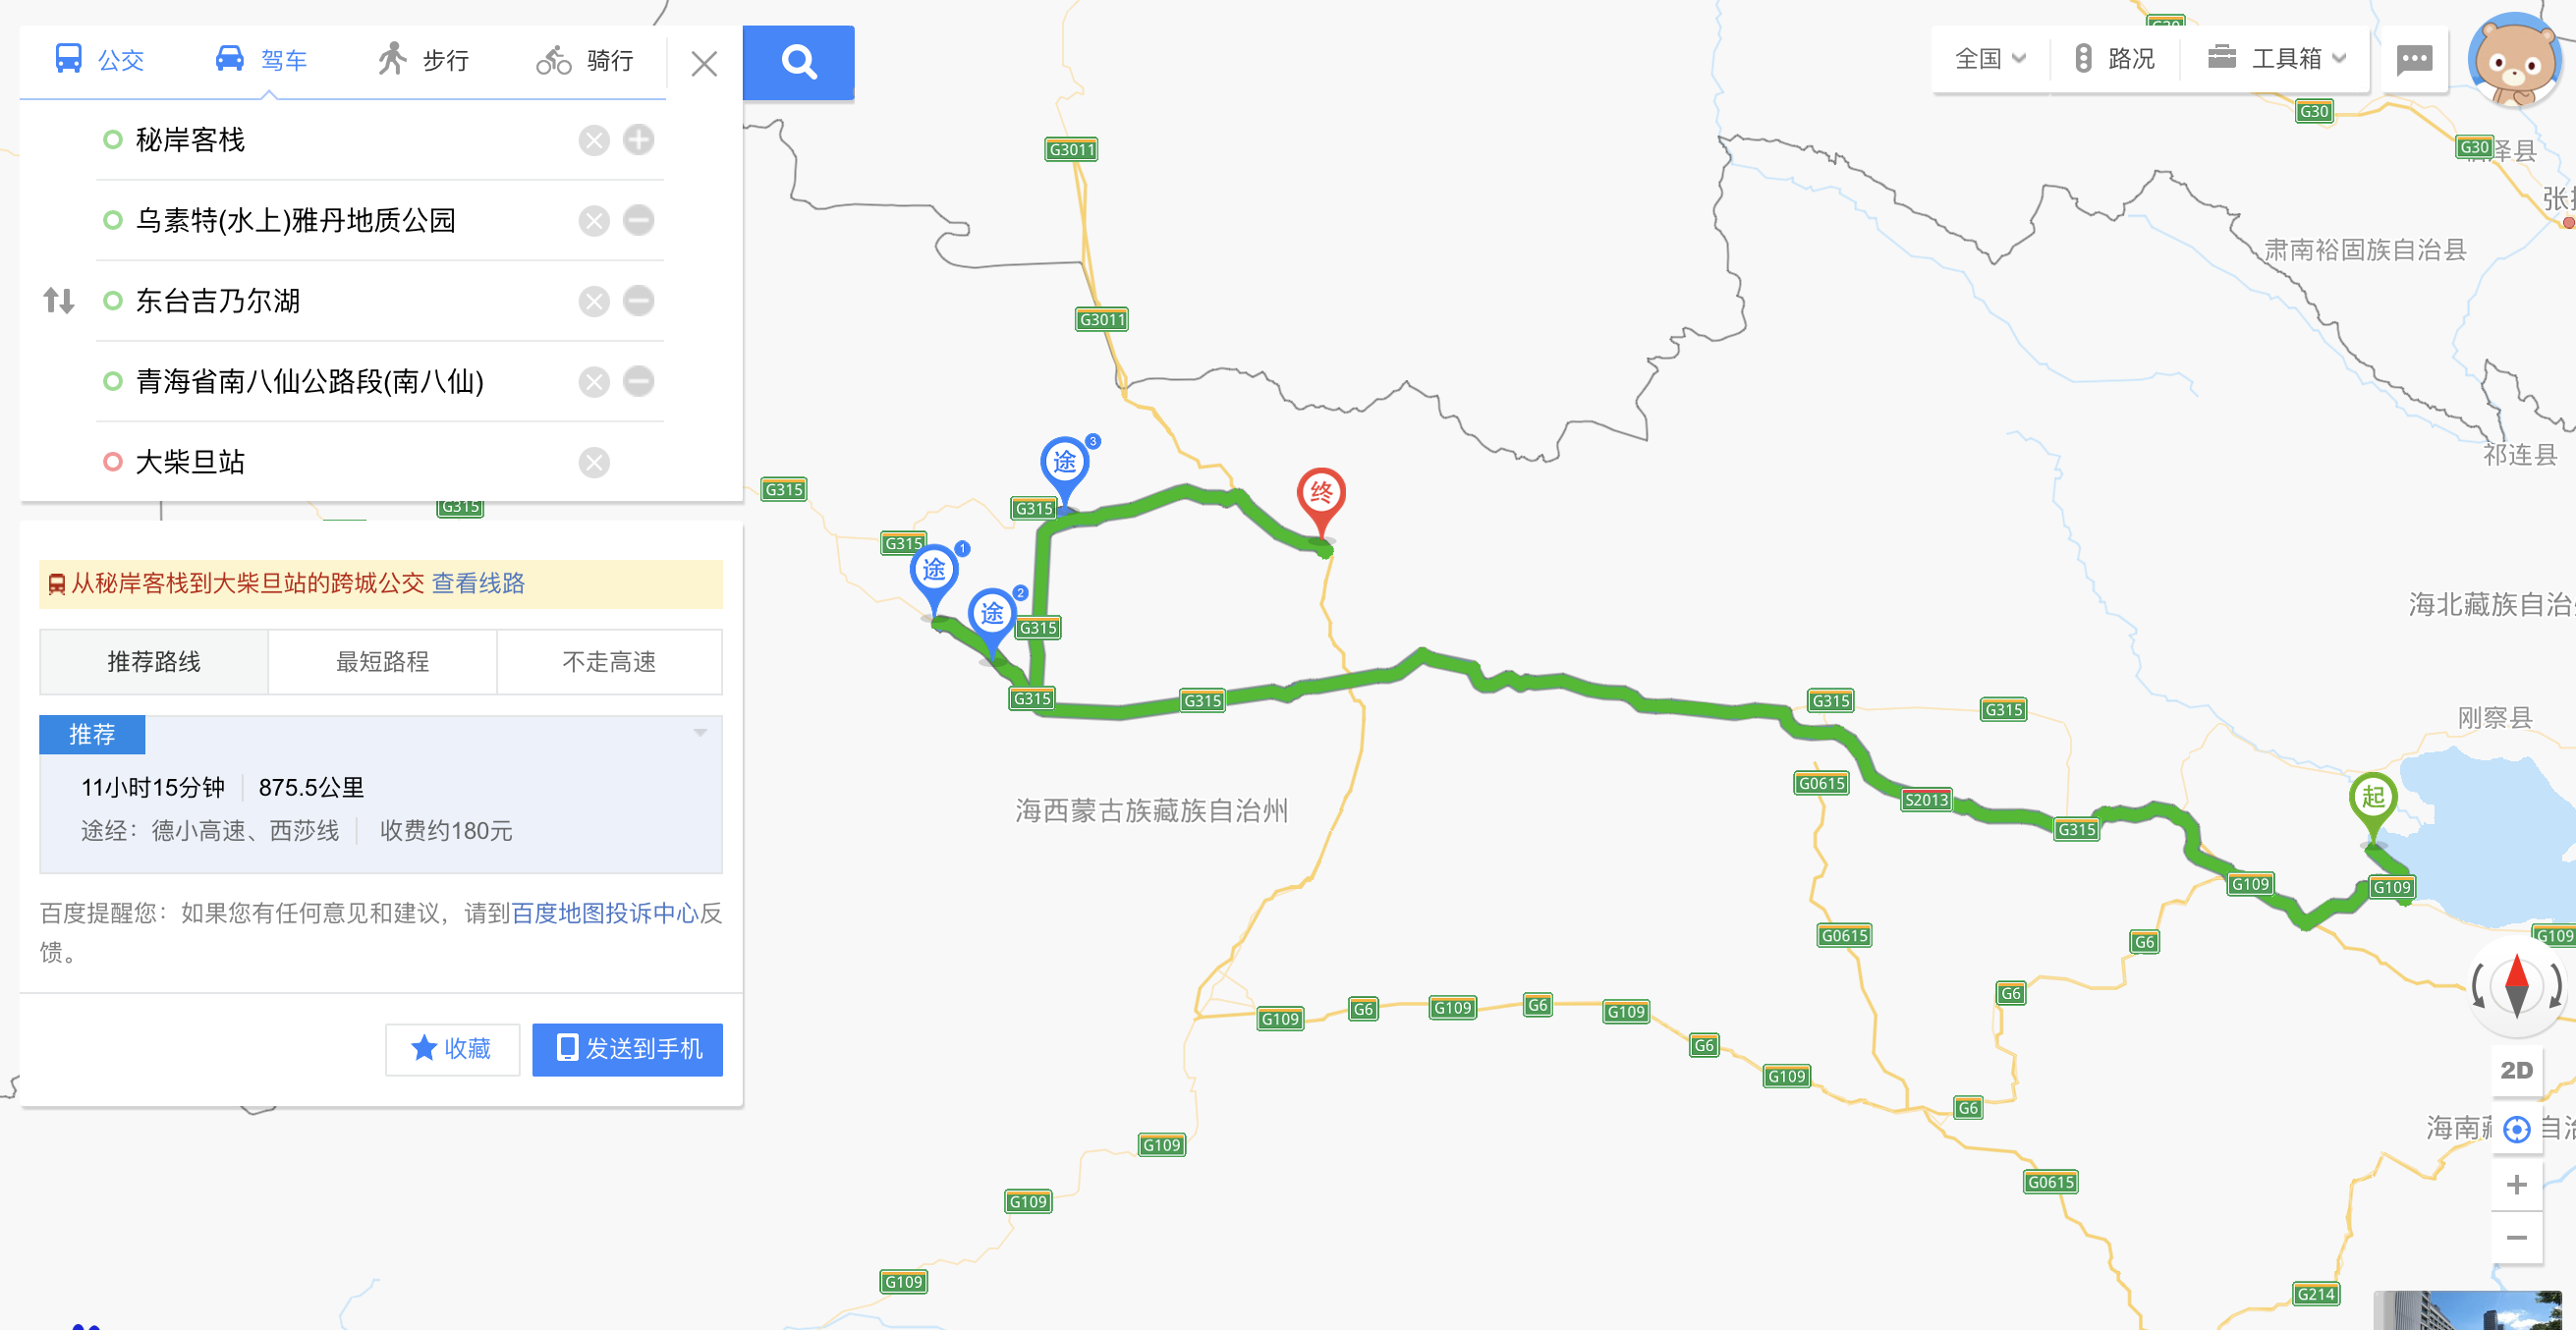 公交
驾车
步行
骑行
全国
路况
工具箱
秘岸客栈
乌素特(水上)雅丹地质公园
东台吉乃尔湖
青海省南八仙公路段(南八仙)
大柴旦站
从秘岸客栈到大柴旦站的跨城公交 查看线路
推荐路线
最短路程
不走高速
推荐
11小时15分钟 875.5公里
途经：德小高速、西莎线 收费约180元
百度提醒您：如果您有任何意见和建议，请到百度地图投诉中心反
馈。
收藏
发送到手机
G30
G30
G3011
肃南裕固族自治县
G3011
祁连县
途 3
终
G315
G315
G315
G315
途 1
途 2
海北藏族自治
G315
G315
G315
G315
G315
刚察县
G0615
海西蒙古族藏族自治州
S2013
起
G315
G109
G109
G0615
G6
G109
G6
G109
G6
G109
G6
G109
G6
G109
G6
2D
海南藏
自治
G109
G0615
G109
G109
G214